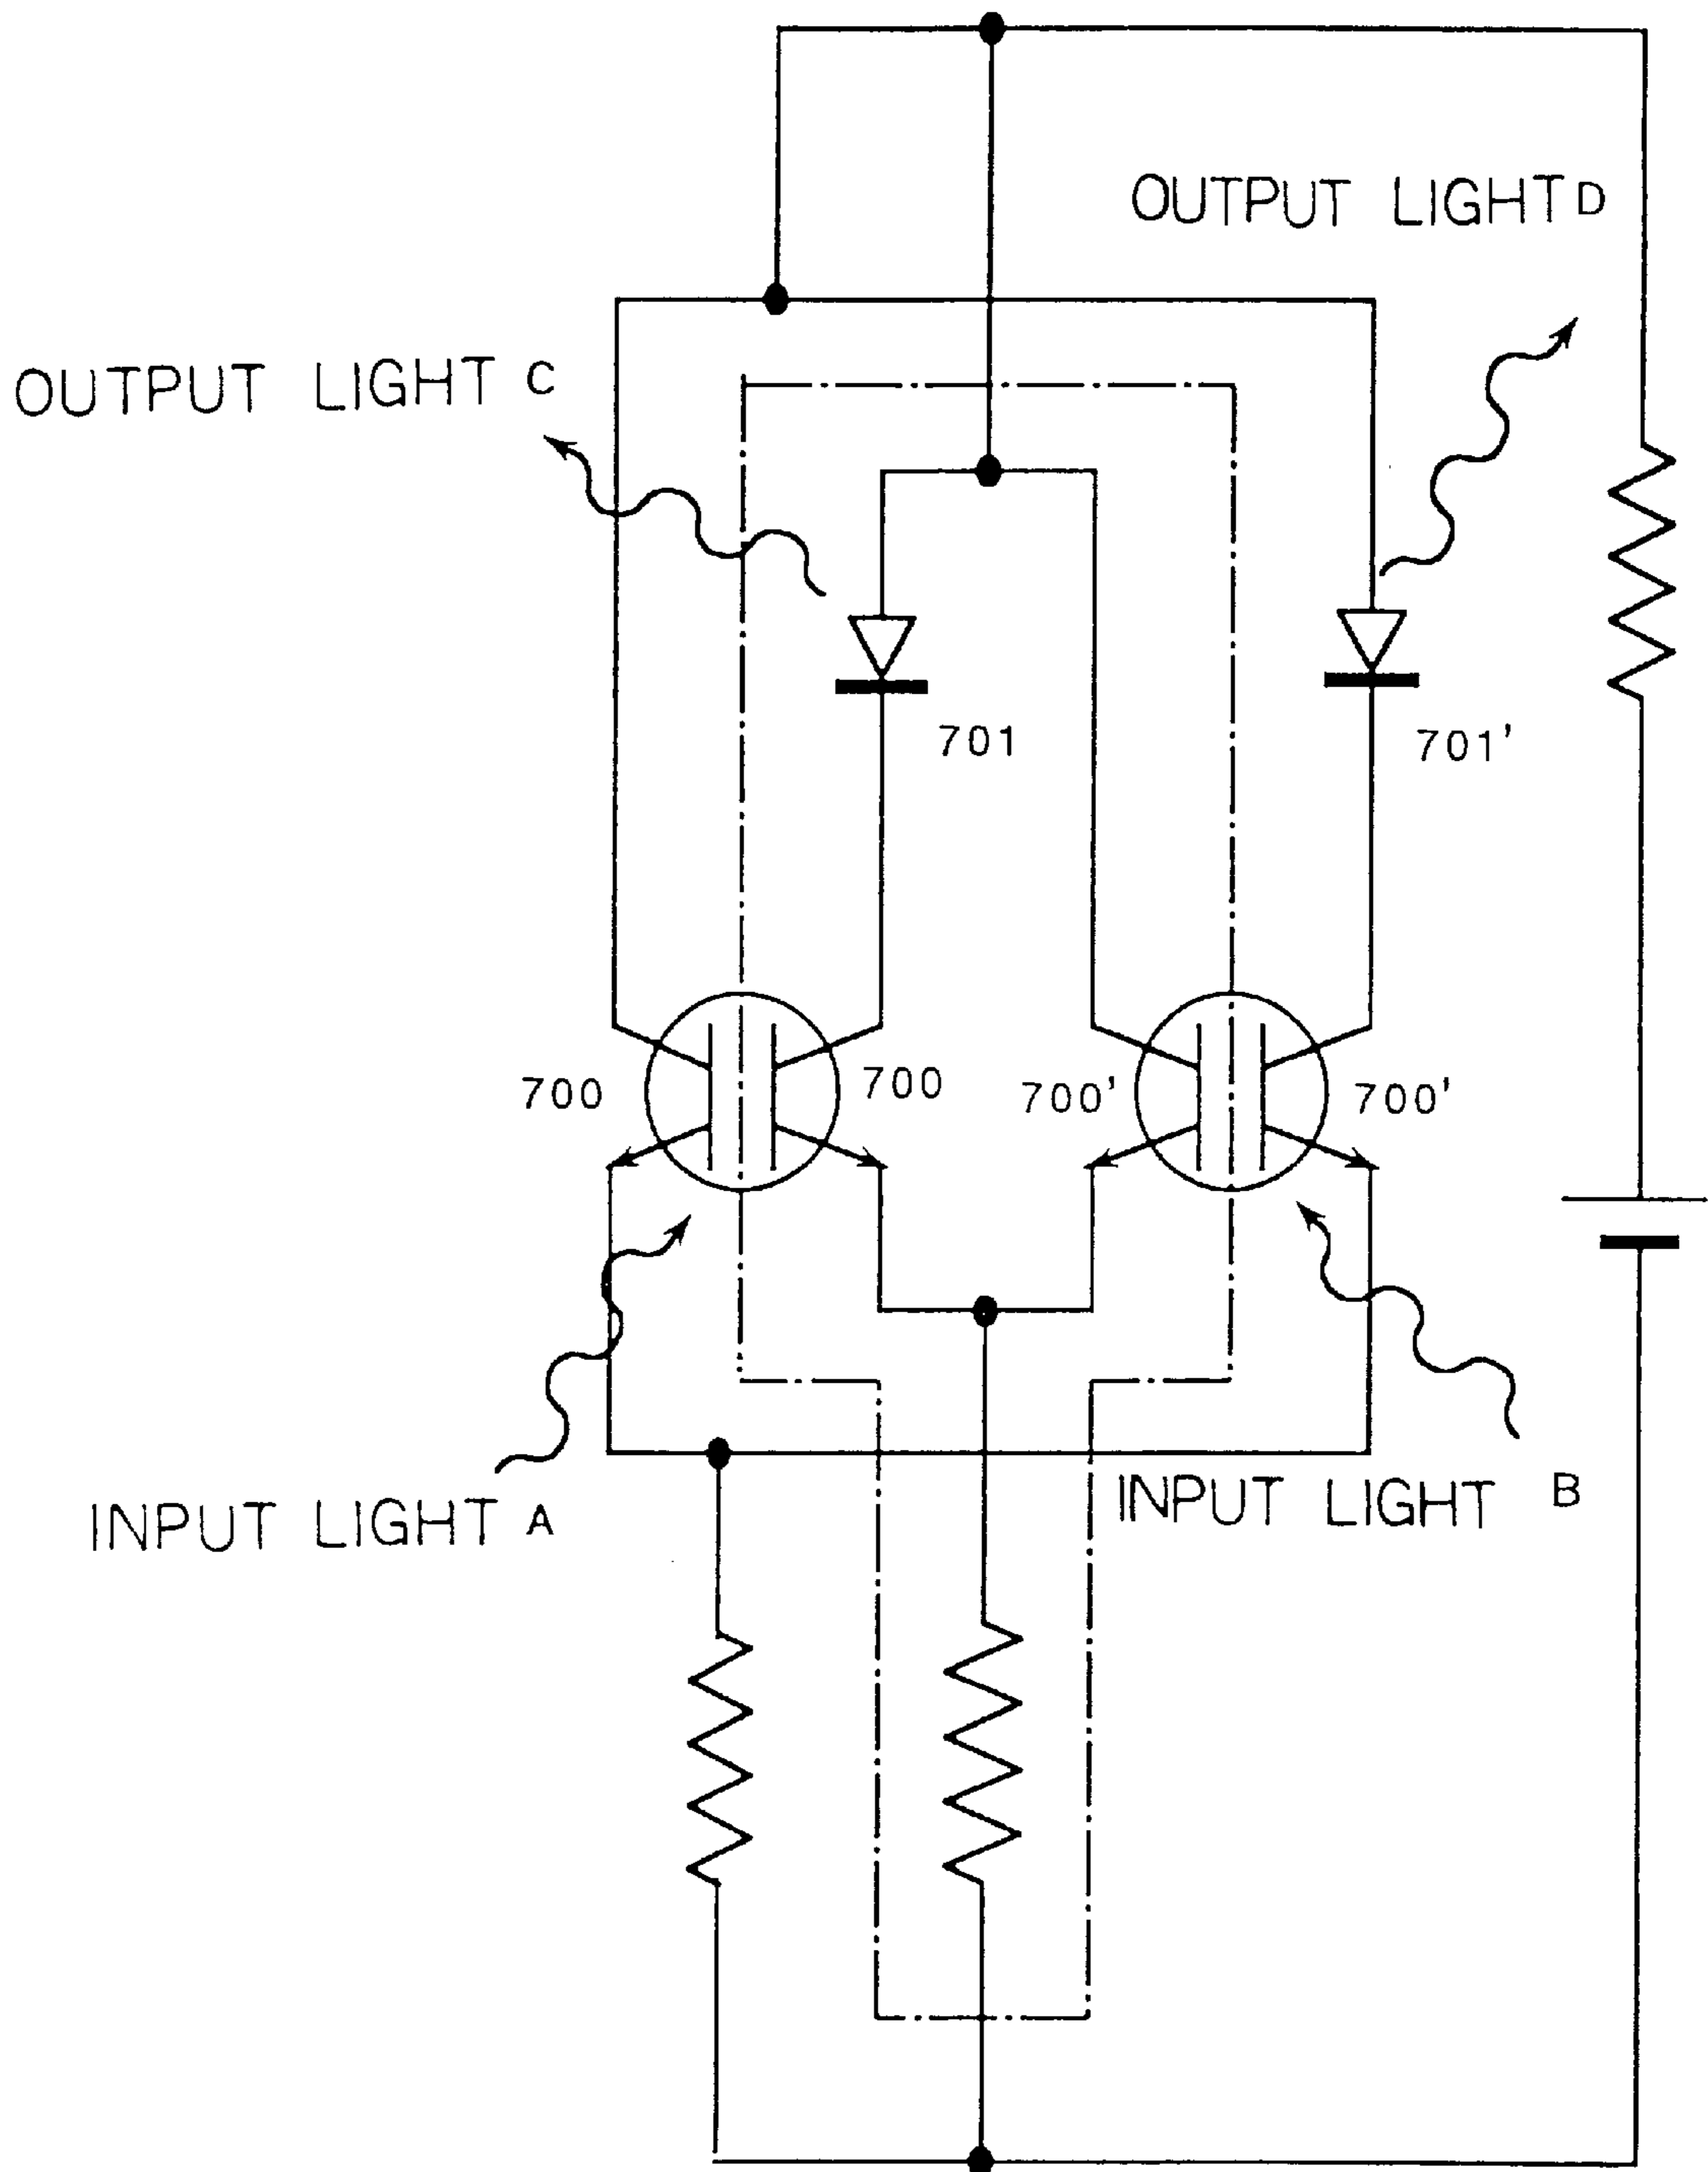 OUTPUT LIGHT D
OUTPUT LIGHT C
701
701'
700
700
700'
700'
INPUT LIGHT A
INPUT LIGHT B